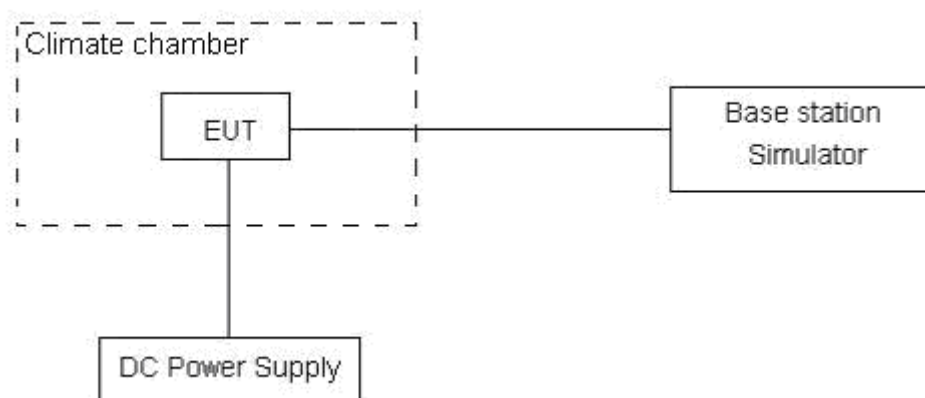 Climate chamber
EUT
Base station
Simulator
DC Power Supply